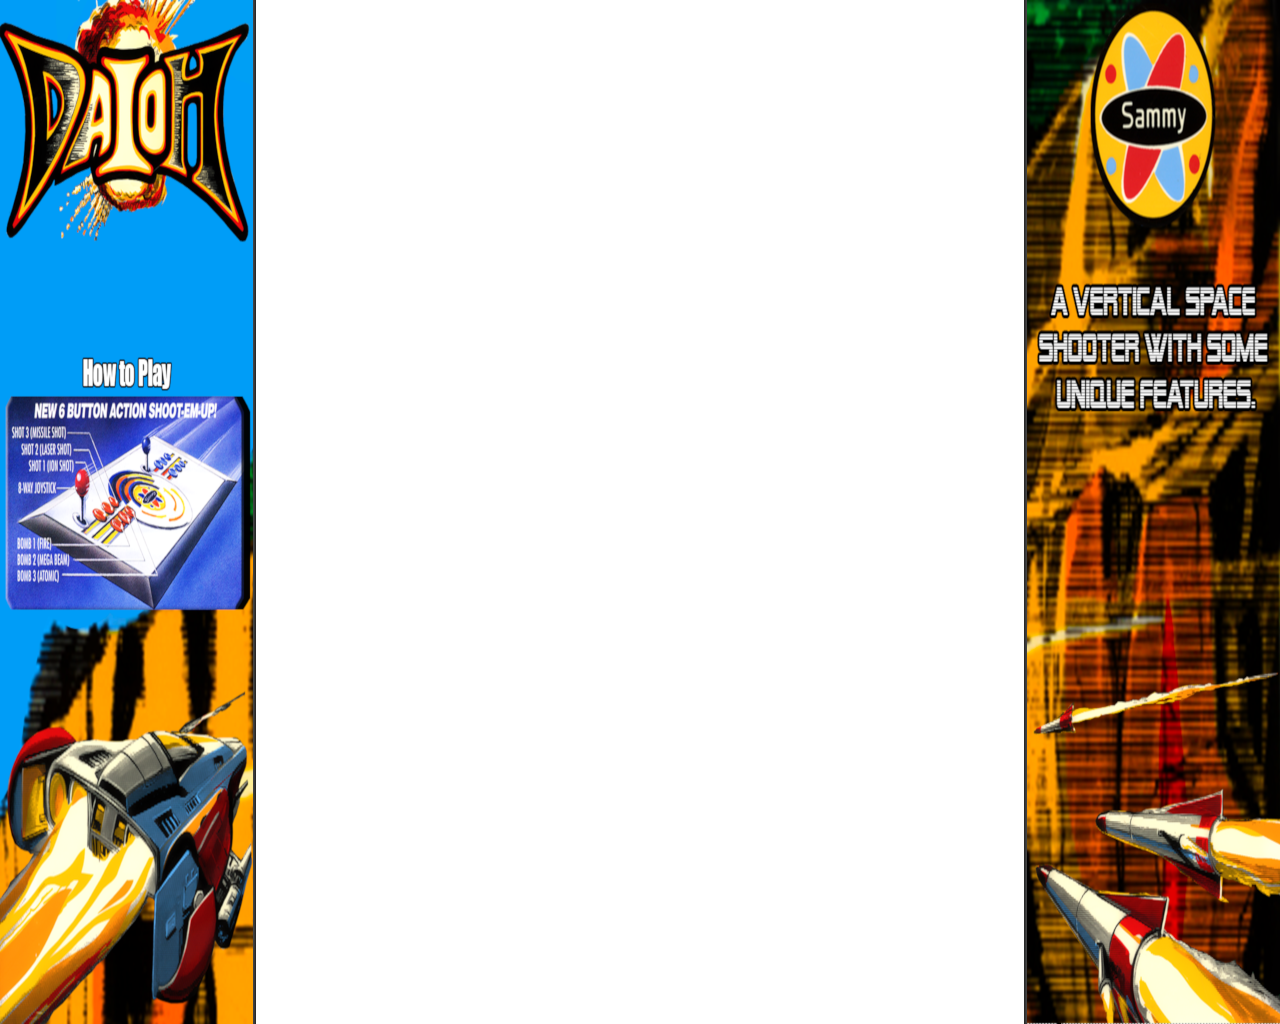 DAIOH
How to Play
NEW 6 BUTTON ACTION SHOOT-EM-UP!
SHOT 3 (MISSILE SHOT)
SHOT 2 (LASER SHOT)
SHOT 1 (ION SHOT)
8-WAY JOYSTICK
BOMB 1 (FIRE)
BOMB 2 (MEGA BEAM)
BOMB 3 (ATOMIC)
Sammy
A VERTICAL SPACE
SHOOTER WITH SOME
UNIQUE FEATURES.